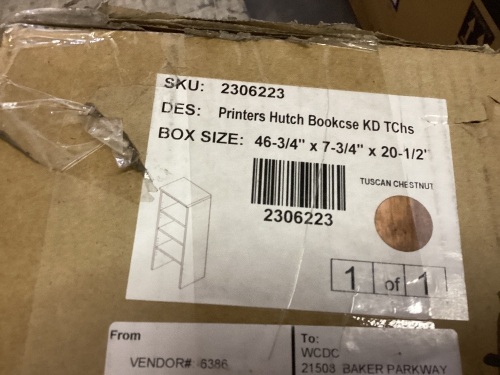 SKU: 2306223
DES: Printers Hutch Bookcse KD TChs
BOX SIZE: 46-3/4" x 7-3/4" x 20-1/2"
TUSCAN CHESTNUT
2306223
1 of 1
From
VENDOR# 6386
To:
WCDC
21508 BAKER PARKWAY